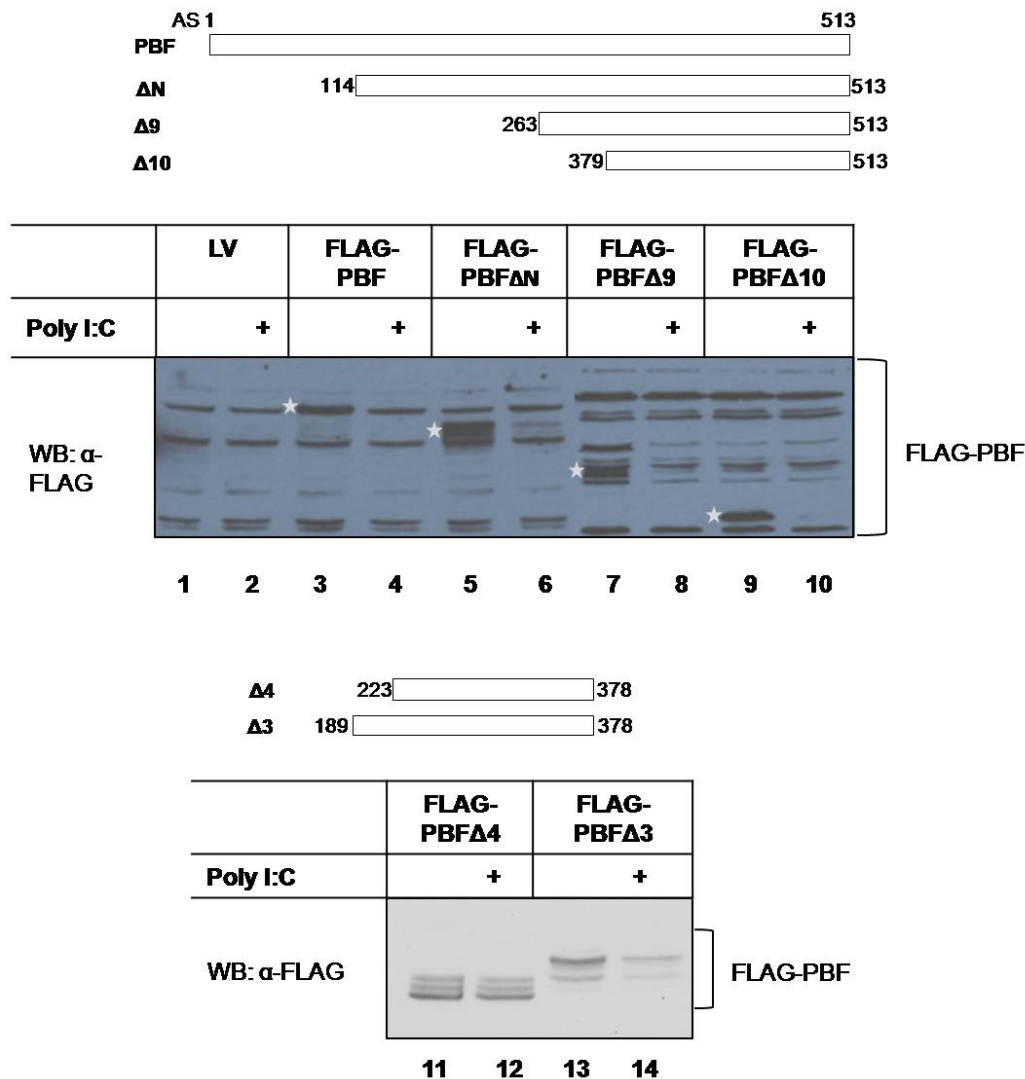 AS 1 513
PBF
ΔN 114 513
Δ9 263 513
Δ10 379 513
LV FLAG-PBF FLAG-PBFΔN FLAG-PBFΔ9 FLAG-PBFΔ10
Poly I:C + + + + +
WB: α-FLAG
FLAG-PBF
1 2 3 4 5 6 7 8 9 10
Δ4 223 378
Δ3 189 378
FLAG-PBFΔ4 FLAG-PBFΔ3
Poly I:C + +
WB: α-FLAG FLAG-PBF
11 12 13 14